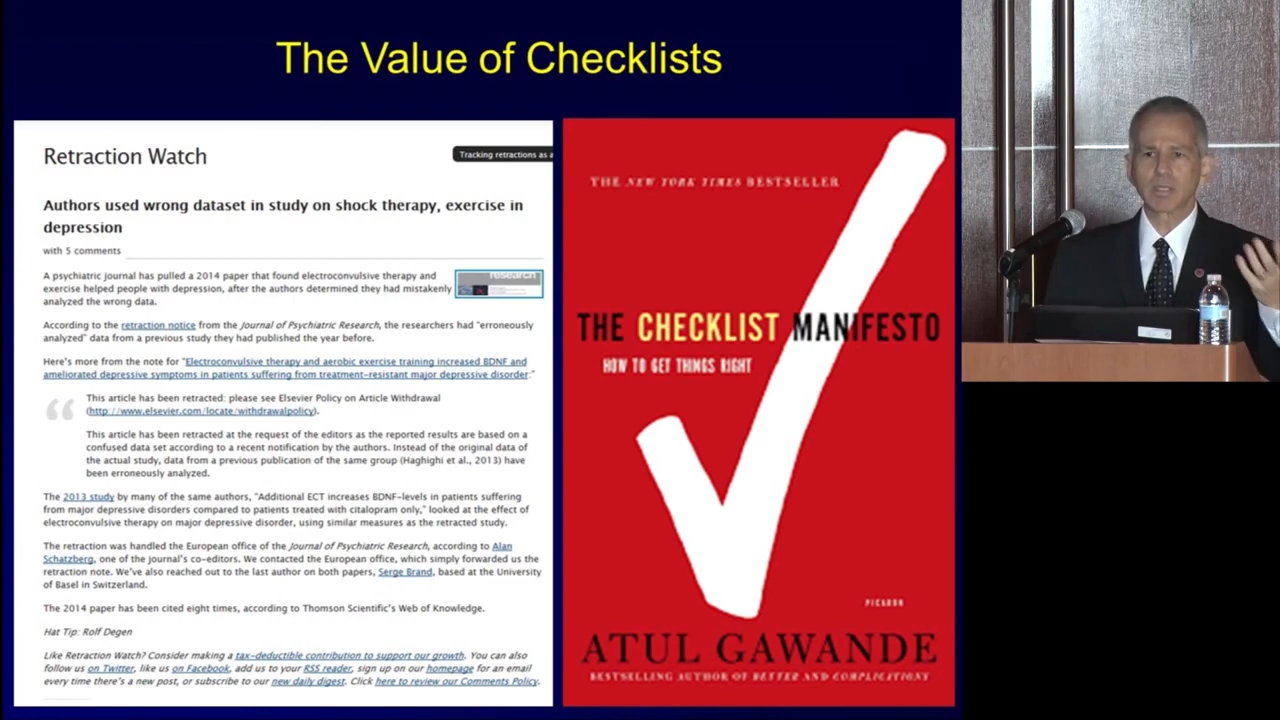 The Value of Checklists
Retraction Watch
Tracking retractions as a
Authors used wrong dataset in study on shock therapy, exercise in
depression
with 5 comments
A psychiatric journal has pulled a 2014 paper that found electroconvulsive therapy and
exercise helped people with depression, after the authors determined they had mistakenly
analyzed the wrong data.
research
According to the retraction notice from the Journal of Psychiatric Research, the researchers had "erroneously
analyzed" data from a previous study they had published the year before.
Here's more from the note for "Electroconvulsive therapy and aerobic exercise training increased BDNF and
ameliorated depressive symptoms in patients suffering from treatment-resistant major depressive disorder:"
This article has been retracted: please see Elsevier Policy on Article Withdrawal
(http://www.elsevier.com/locate/withdrawalpolicy).
This article has been retracted at the request of the editors as the reported results are based on a
confused data set according to a recent notification by the authors. Instead of the original data of
the actual study, data from a previous publication of the same group (Haghighi et al., 2013) have
been erroneously analyzed.
The 2013 study by many of the same authors, "Additional ECT increases BDNF-levels in patients suffering
from major depressive disorders compared to patients treated with citalopram only," looked at the effect of
electroconvulsive therapy on major depressive disorder, using similar measures as the retracted study.
The retraction was handled the European office of the Journal of Psychiatric Research, according to Alan
Schatzberg, one of the journal's co-editors. We contacted the European office, which simply forwarded us the
retraction note. We've also reached out to the last author on both papers, Serge Brand, based at the University
of Basel in Switzerland.
The 2014 paper has been cited eight times, according to Thomson Scientific's Web of Knowledge.
Hat Tip: Rolf Degen
Like Retraction Watch? Consider making a tax-deductible contribution to support our growth. You can also
follow us on Twitter, like us on Facebook, add us to your RSS reader, sign up on our homepage for an email
every time there's a new post, or subscribe to our new daily digest. Click here to review our Comments Policy.
THE NEW YORK TIMES BESTSELLER
THE CHECKLIST MANIFESTO
HOW TO GET THINGS RIGHT
PICADOR
ATUL GAWANDE
BESTSELLING AUTHOR OF BETTER AND COMPLICATIONS